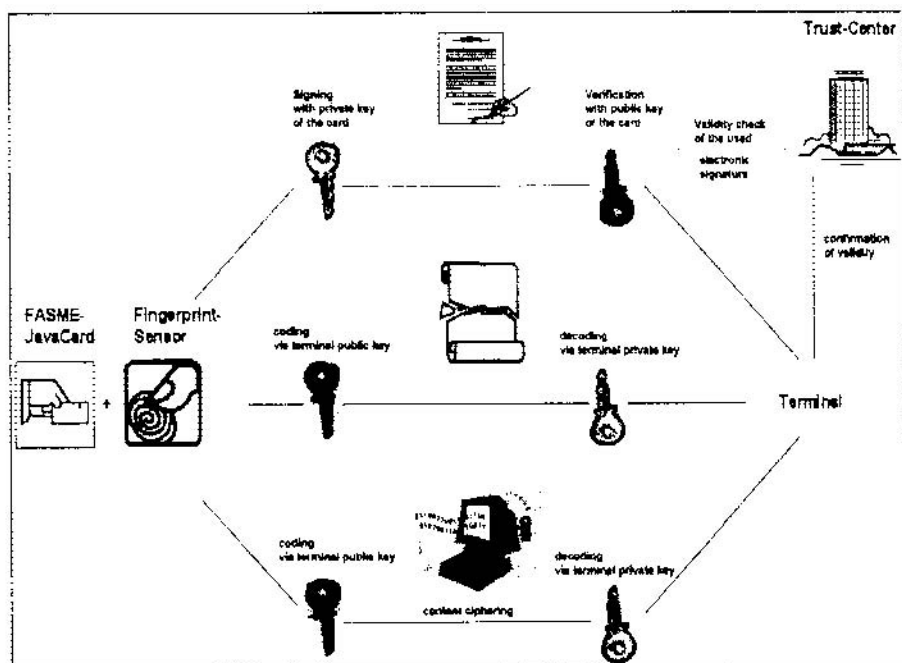 Trust-Center
Signing
with private key
of the card
Verification
with public key
of the card
Validity check
of the used
electronic
signature
confirmation
of validity
FASME-
JavaCard
Fingerprint-
Sensor
+
coding
via terminal public key
decoding
via terminal private key
Terminal
coding
via terminal public key
decoding
via terminal private key
content ciphering